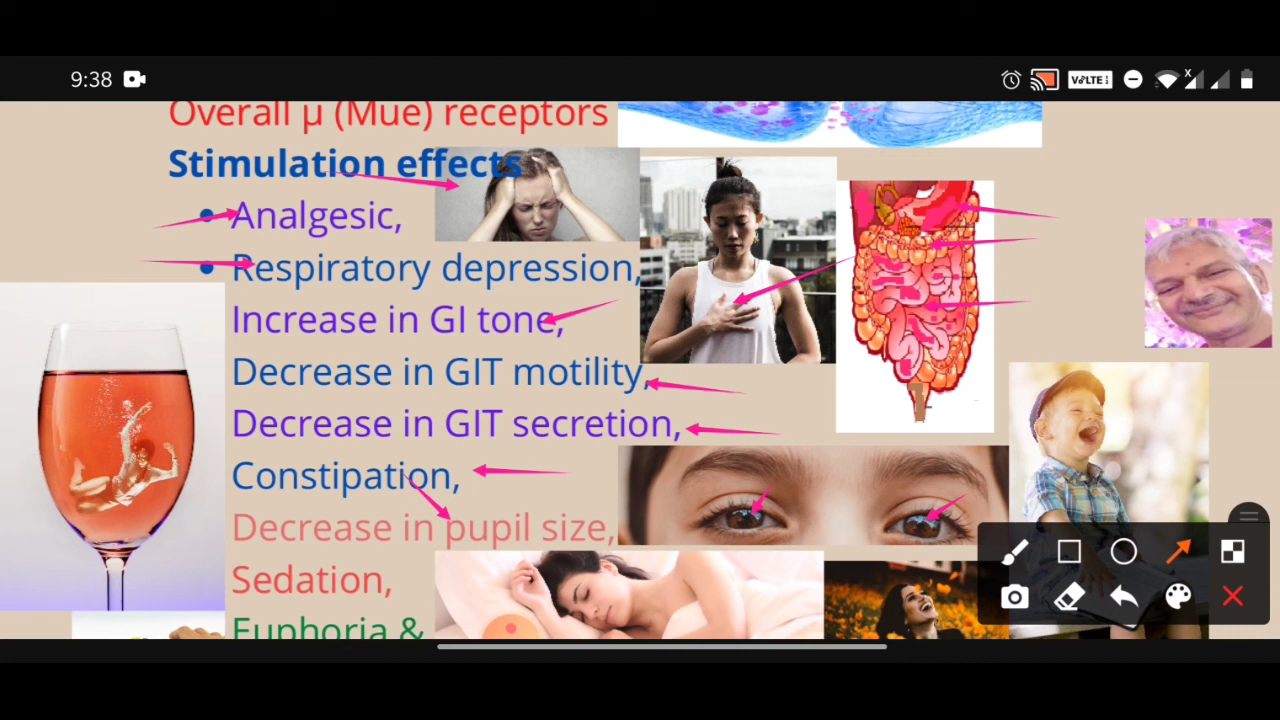 9:38
VoLTE
X
Overall µ (Mue) receptors
Stimulation effects
• Analgesic,
• Respiratory depression,
Increase in GI tone,
Decrease in GIT motility,
Decrease in GIT secretion,
Constipation,
Decrease in pupil size,
Sedation,
Euphoria &